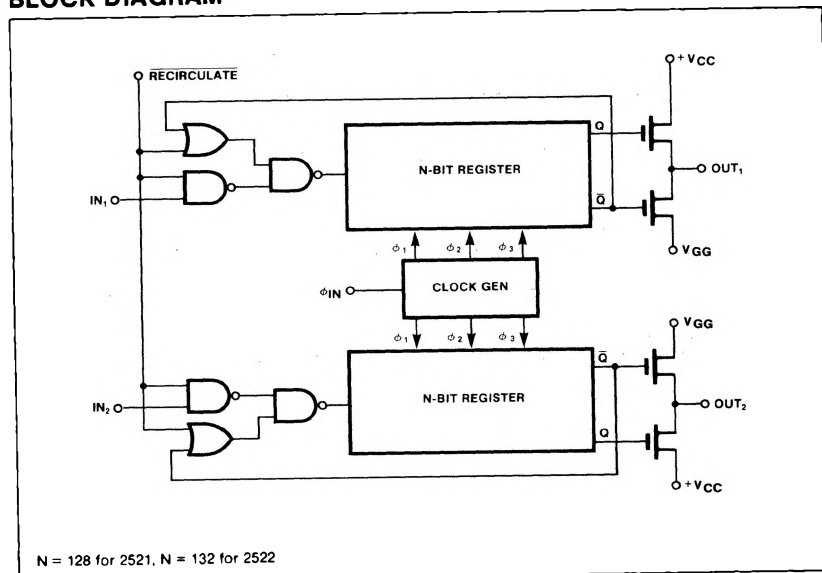 BLOCK DIAGRAM
RECIRCULATE
+VCC
Q
N-BIT REGISTER
OUT1
IN1
Q̅
ϕ1 ϕ2 ϕ3
VGG
ϕIN
CLOCK GEN
VGG
ϕ1 ϕ2 ϕ3
Q̅
IN2
N-BIT REGISTER
OUT2
Q
+VCC
N = 128 for 2521, N = 132 for 2522